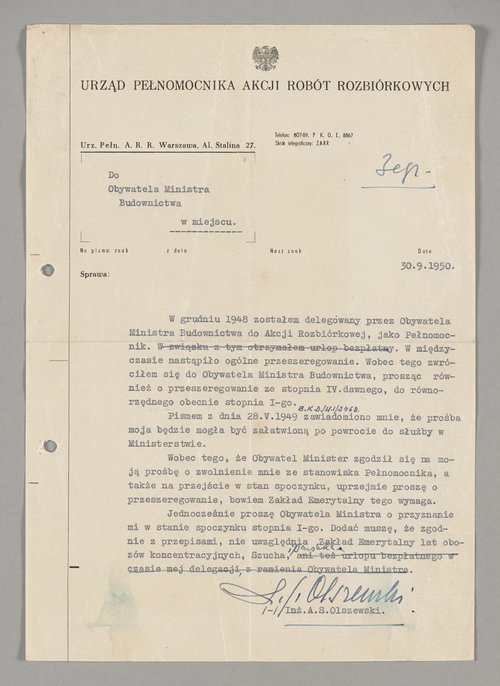 URZĄD PEŁNOMOCNIKA AKCJI ROBÓT ROZBIÓRKOWYCH
Urz. Pełn. A. R. R. Warszawa, Al. Stalina 27.
Telefon: 807-89. P. K. O. I. 8867
Skrót telegraficzny: ZARR
Do
Obywatela Ministra
Budownictwa
w miejscu.
Na pismo znak z dnia Nasz znak Data
30.9.1950.
Sprawa:
W grudniu 1948 zostałem delegówany przez Obywatela
Ministra Budownictwa do Akcji Rozbiórkowej, jako Pełnomoc-
nik. W związku z tym otrzymałem urlop bezpłatny. W między-
czasie nastąpiło ogólne przeszeregowanie. Wobec tego zwró-
ciłem się do Obywatela Ministra Budownictwa, prosząc rów-
nież o przeszeregowanie ze stopnia IV.dawnego, do równo-
rzędnego obecnie stopnia I-go.
Pismem z dnia 28.V.1949 zawiadomiono mnie, że prośba
moja będzie mogła być załatwioną po powrocie do służby w
Ministerstwie.
Wobec tego, że Obywatel Minister zgodził się na mo-
ją prośbę o zwolnienie mnie ze stanowiska Pełnomocnika, a
także na przejście w stan spoczynku, uprzejmie proszę o
przeszeregowanie, bowiem Zakład Emerytalny tego wymaga.
Jednocześnie proszę Obywatela Ministra o przyznanie
mi w stanie spoczynku stopnia I-go. Dodać muszę, że zgod-
nie z przepisami, nie uwzględnia Zakład Emerytalny lat obo-
zów koncentracyjnych, Szucha, ani też urlopu bezpłatnego w
czasie mej delegacji z ramienia Obywatela Ministra.
Olszewski.
Inż.A.S.Olszewski.